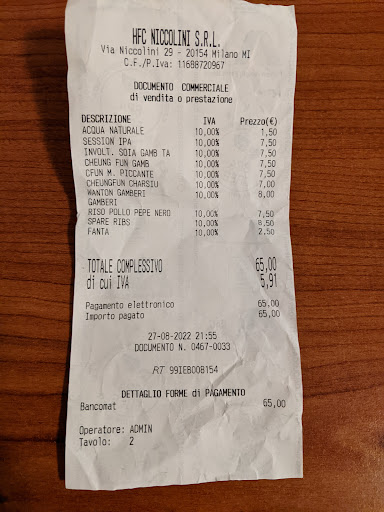 HFC NICCOLINI S.R.L.
Via Niccolini 29 - 20154 Milano MI
C.F./P.Iva: 11688720967
DOCUMENTO COMMERCIALE
di vendita o prestazione
DESCRIZIONE IVA Prezzo(€)
ACQUA NATURALE 10,00% 1,50
SESSION IPA 10,00% 7,50
INVOLT. SOIA GAMB TA 10,00% 7,50
CHEUNG FUN GAMB 10,00% 7,50
CFUN M. PICCANTE 10,00% 7,50
CHEUNGFUN CHARSIU 10,00% 7,00
WANTON GAMBERI 10,00% 8,00
GAMBERI
RISO POLLO PEPE NERO 10,00% 7,50
SPARE RIBS 10,00% 8,50
FANTA 10,00% 2,50
TOTALE COMPLESSIVO 65,00
di cui IVA 5,91
Pagamento elettronico 65,00
Importo pagato 65,00
27-08-2022 21:55
DOCUMENTO N. 0467-0033
RT 99IEB008154
DETTAGLIO FORME di PAGAMENTO
Bancomat 65,00
Operatore: ADMIN
Tavolo: 2